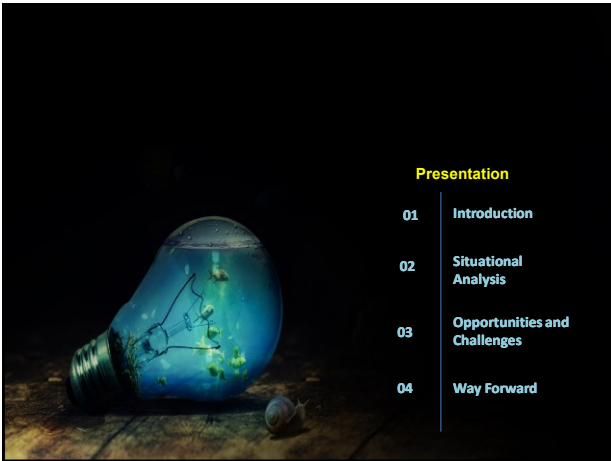 Presentation
01 Introduction
02 Situational
Analysis
03 Opportunities and
Challenges
04 Way Forward